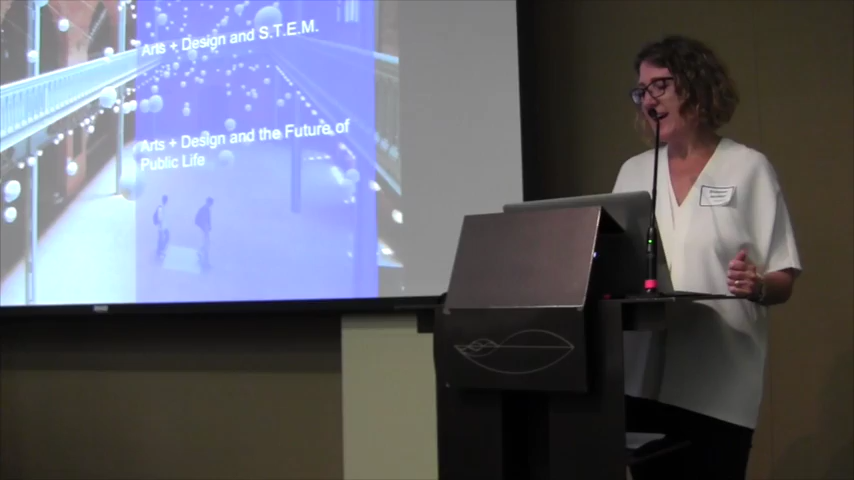 Arts + Design and S.T.E.M.
Arts + Design and the Future of
Public Life